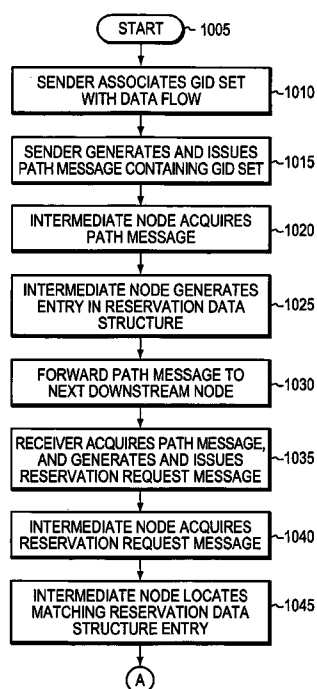 START
1005
SENDER ASSOCIATES GID SET
WITH DATA FLOW
1010
SENDER GENERATES AND ISSUES
PATH MESSAGE CONTAINING GID SET
1015
INTERMEDIATE NODE ACQUIRES
PATH MESSAGE
1020
INTERMEDIATE NODE GENERATES
ENTRY IN RESERVATION DATA
STRUCTURE
1025
FORWARD PATH MESSAGE TO
NEXT DOWNSTREAM NODE
1030
RECEIVER ACQUIRES PATH MESSAGE,
AND GENERATES AND ISSUES
RESERVATION REQUEST MESSAGE
1035
INTERMEDIATE NODE ACQUIRES
RESERVATION REQUEST MESSAGE
1040
INTERMEDIATE NODE LOCATES
MATCHING RESERVATION DATA
STRUCTURE ENTRY
1045
A